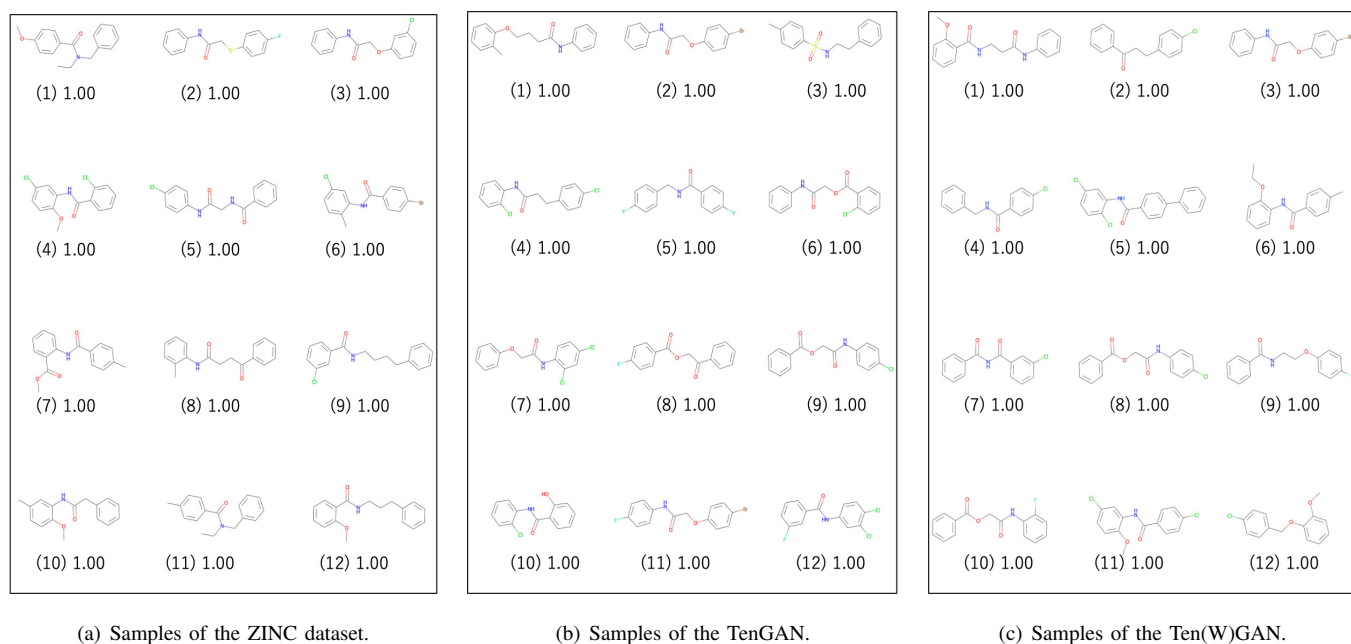 (1) 1.00 (2) 1.00 (3) 1.00
(4) 1.00 (5) 1.00 (6) 1.00
(7) 1.00 (8) 1.00 (9) 1.00
(10) 1.00 (11) 1.00 (12) 1.00
(a) Samples of the ZINC dataset.
(1) 1.00 (2) 1.00 (3) 1.00
(4) 1.00 (5) 1.00 (6) 1.00
(7) 1.00 (8) 1.00 (9) 1.00
(10) 1.00 (11) 1.00 (12) 1.00
(b) Samples of the TenGAN.
(1) 1.00 (2) 1.00 (3) 1.00
(4) 1.00 (5) 1.00 (6) 1.00
(7) 1.00 (8) 1.00 (9) 1.00
(10) 1.00 (11) 1.00 (12) 1.00
(c) Samples of the Ten(W)GAN.